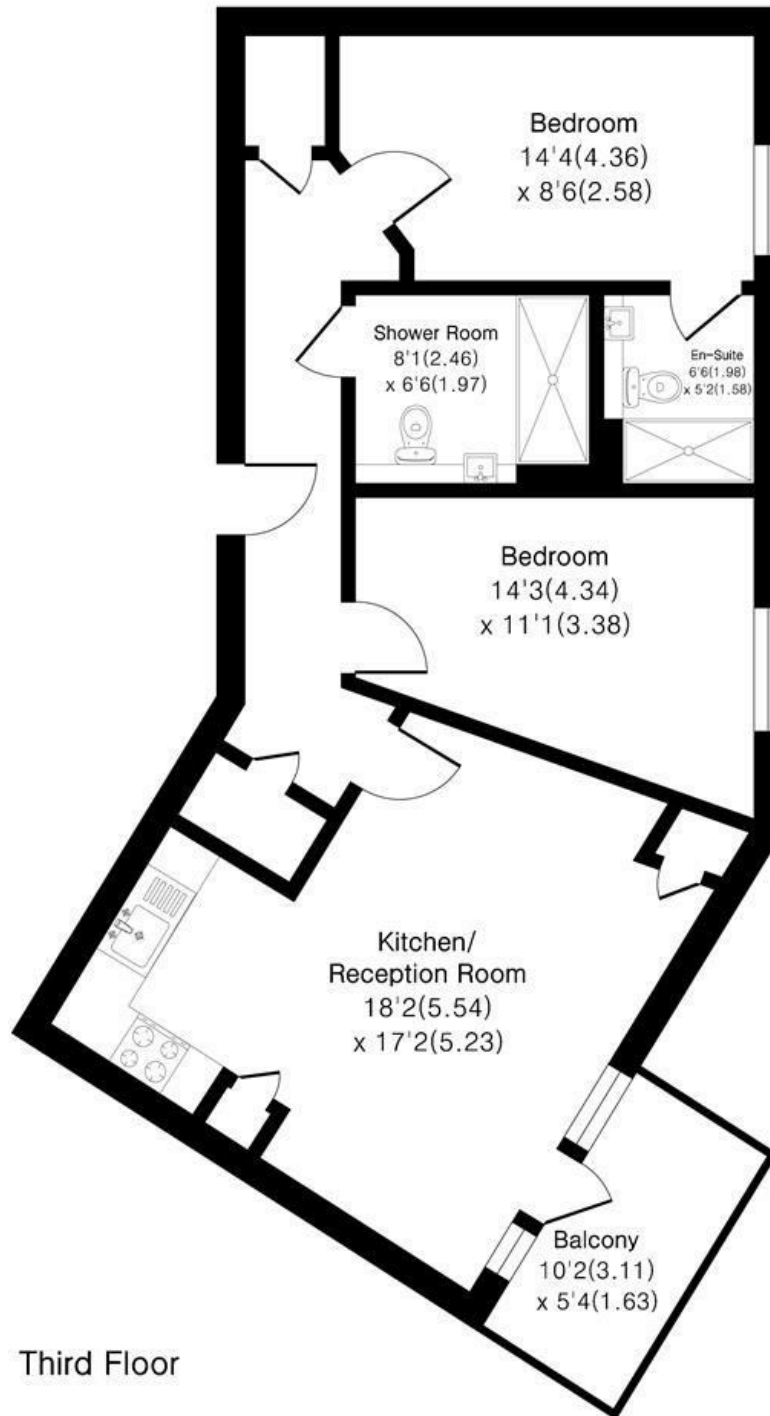 Bedroom
14'4(4.36)
x 8'6(2.58)
Shower Room
8'1(2.46)
x 6'6(1.97)
En-Suite
6'6(1.98)
x 5'2(1.58)
Bedroom
14'3(4.34)
x 11'1(3.38)
Kitchen/
Reception Room
18'2(5.54)
x 17'2(5.23)
Balcony
10'2(3.11)
x 5'4(1.63)
Third Floor